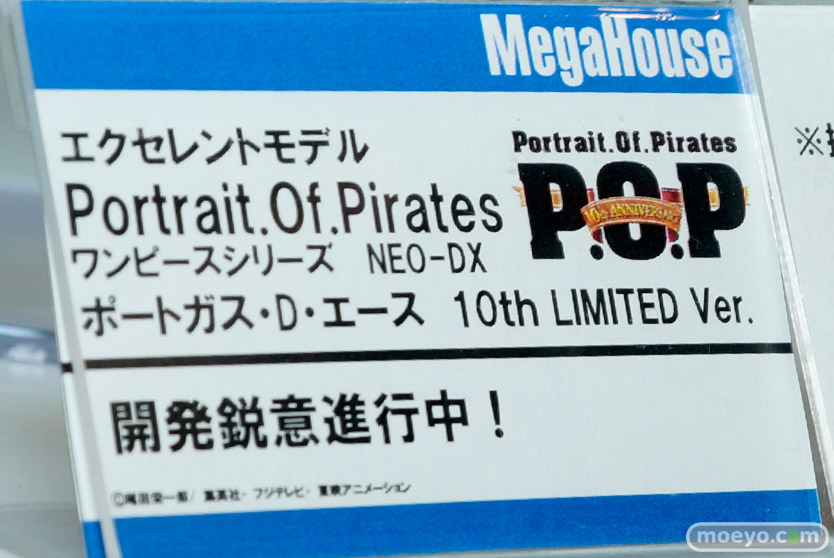 MegaHouse
エクセレントモデル
Portrait.Of.Pirates
ワンピースシリーズ NEO-DX
ポートガス・D・エース 10th LIMITED Ver.
Portrait.Of.Pirates
P.O.P
10th ANNIVERSARY
開発鋭意進行中!
©尾田栄一郎/集英社・フジテレビ・東映アニメーション
※
moeyo.com